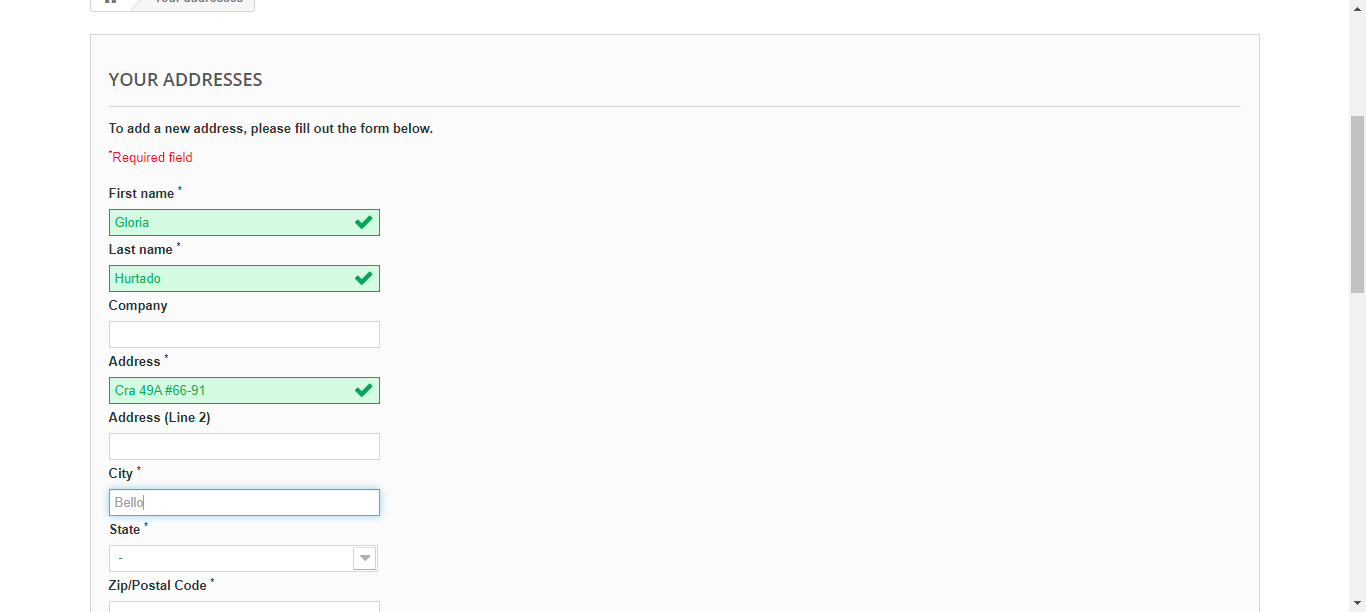 Your addresses
YOUR ADDRESSES
To add a new address, please fill out the form below.
*Required field
First name *
Gloria
Last name *
Hurtado
Company
Address *
Cra 49A #66-91
Address (Line 2)
City *
Bello
State *
-
Zip/Postal Code *